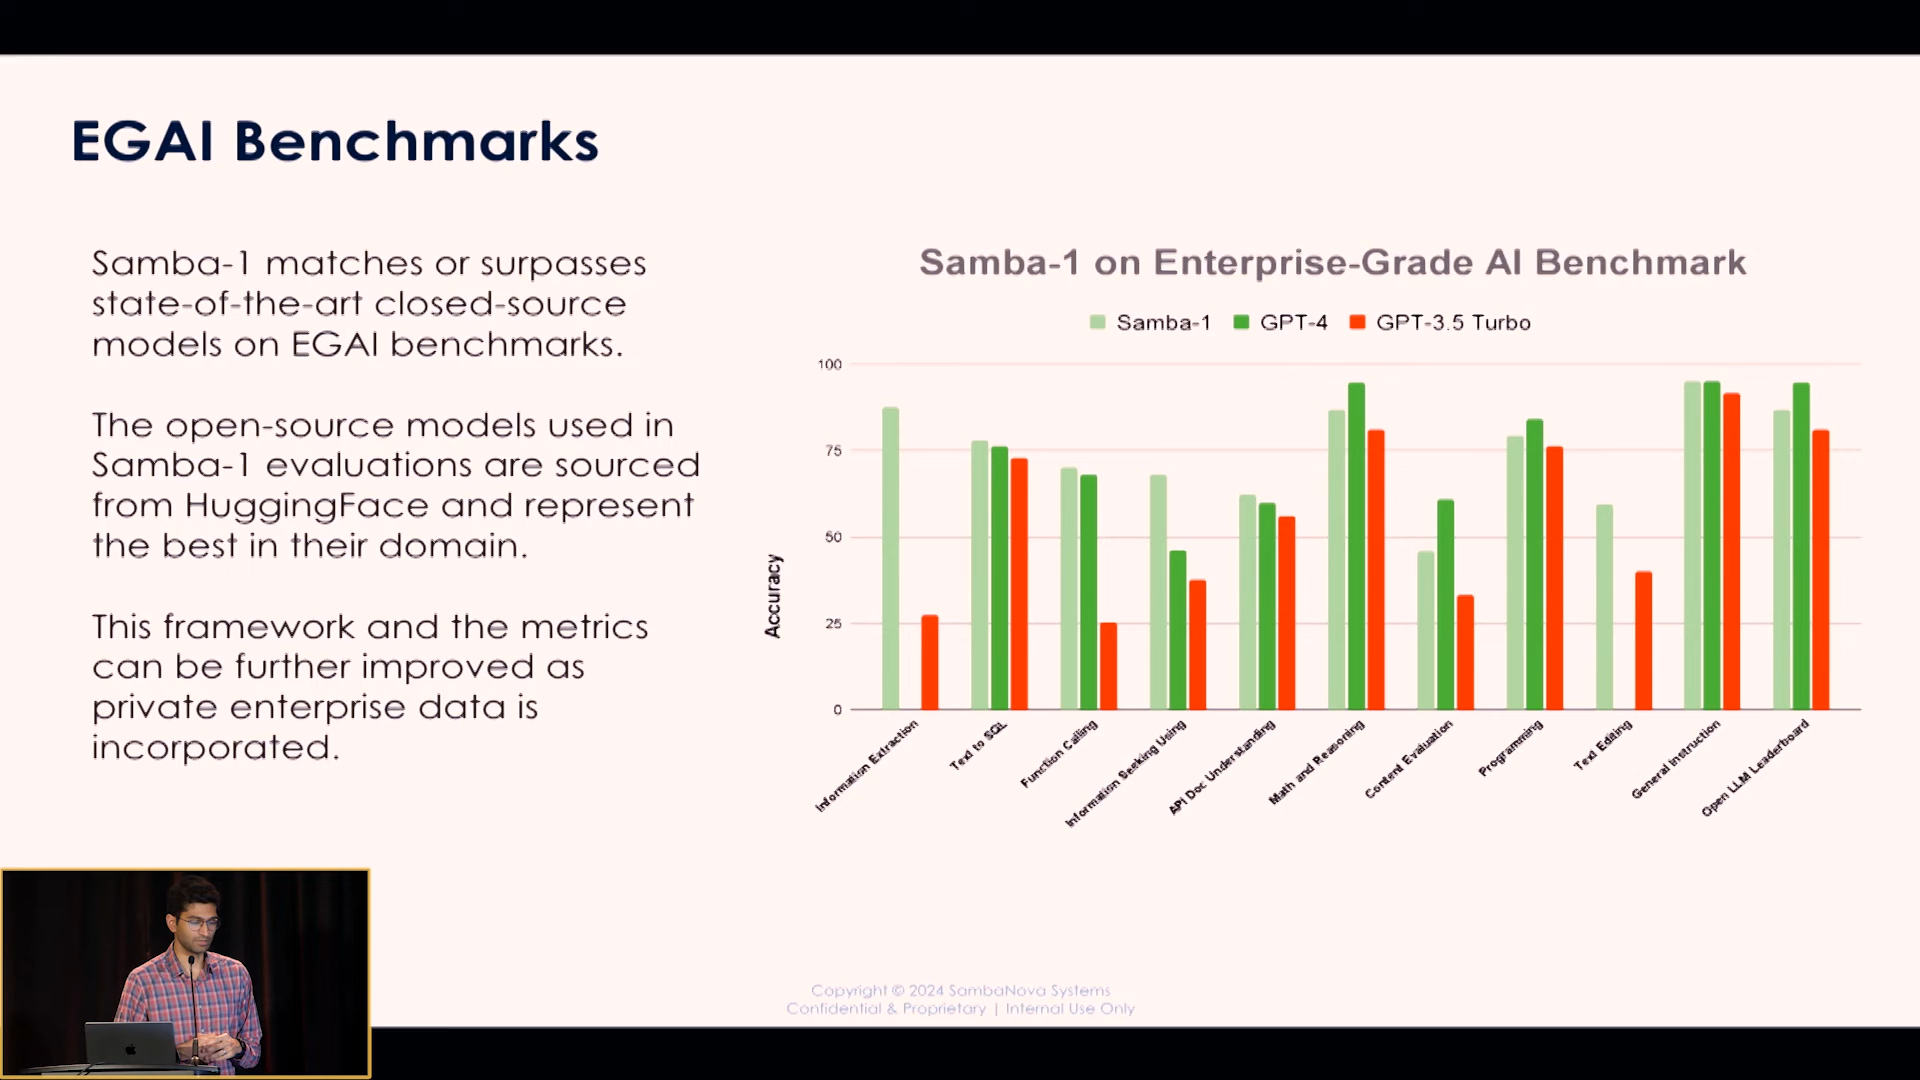 EGAI Benchmarks
Samba-1 matches or surpasses
state-of-the-art closed-source
models on EGAI benchmarks.
The open-source models used in
Samba-1 evaluations are sourced
from HuggingFace and represent
the best in their domain.
This framework and the metrics
can be further improved as
private enterprise data is
incorporated.
Samba-1 on Enterprise-Grade AI Benchmark
Samba-1 GPT-4 GPT-3.5 Turbo
Accuracy
100
75
50
25
0
Information Extraction
Text to SQL
Function Calling
Information Seeking Using
API Doc Understanding
Math and Reasoning
Content Evaluation
Programming
Text Editing
General Instruction
Open LLM Leaderboard
Copyright © 2024 SambaNova Systems
Confidential & Proprietary | Internal Use Only